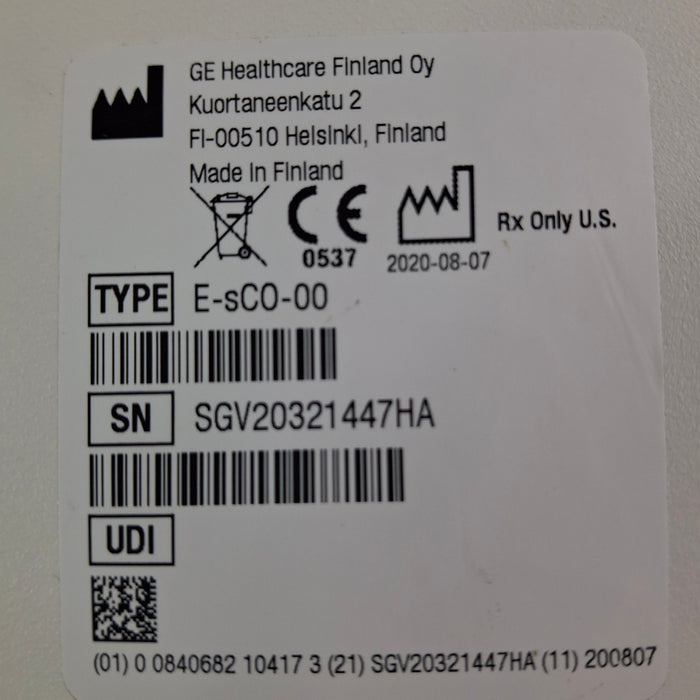 GE Healthcare Finland Oy
Kuortaneenkatu 2
FI-00510 Helsinki, Finland
Made in Finland
CE
0537
2020-08-07
Rx Only U.S.
TYPE E-sCO-00
SN SGV20321447HA
UDI
(01) 0 0840682 10417 3 (21) SGV20321447HA (11) 200807